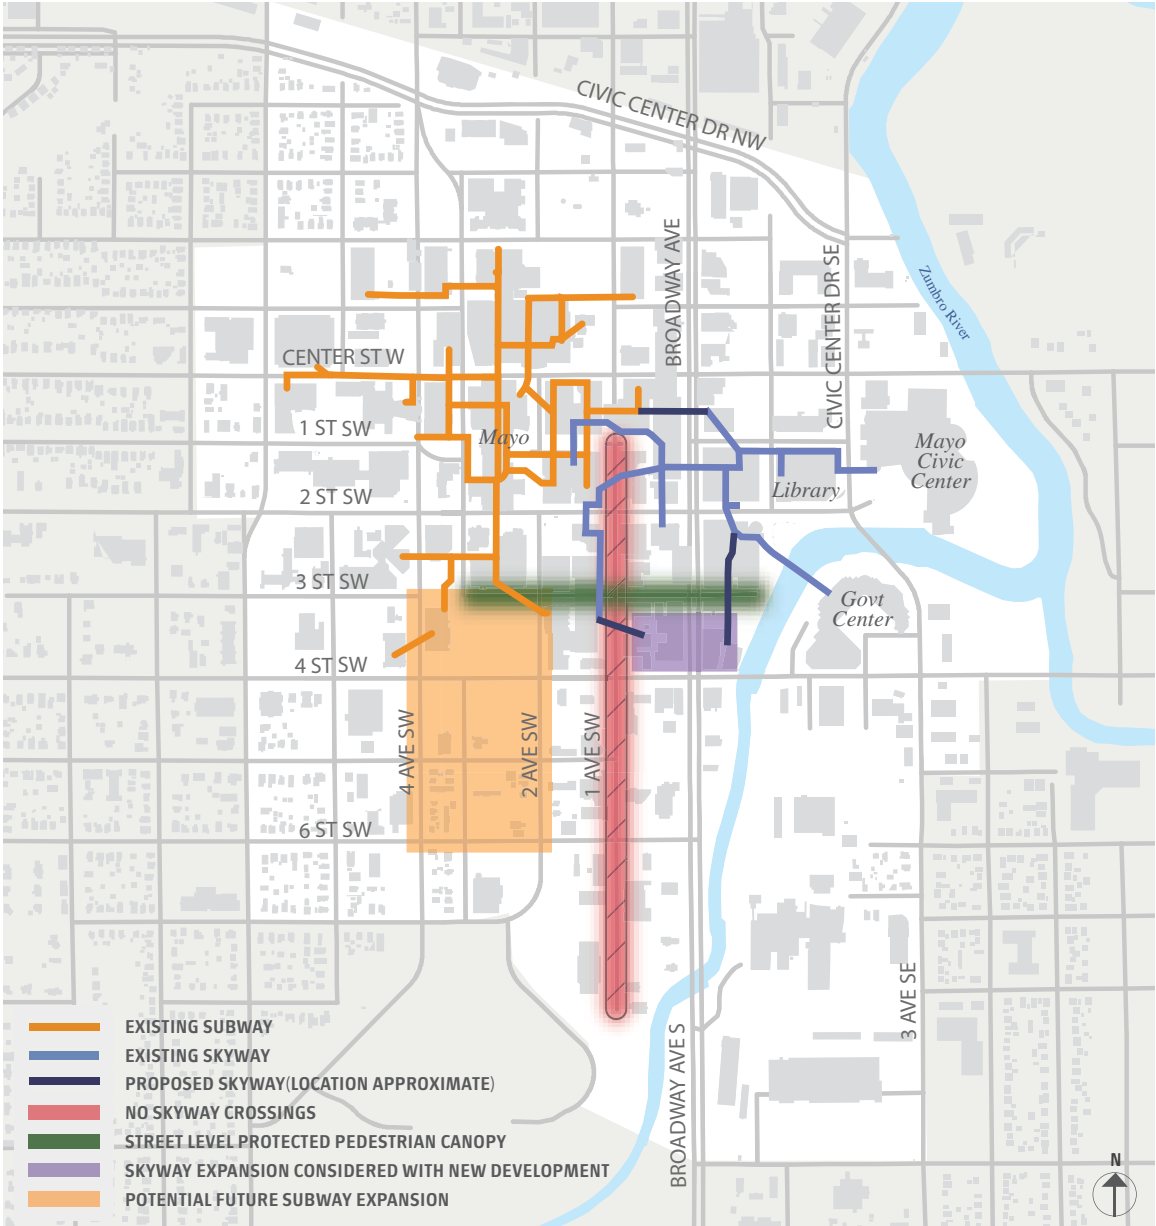 CIVIC CENTER DR NW
BROADWAY AVE
CIVIC CENTER DR SE
Zumbro River
CENTER ST W
1 ST SW
Mayo
Mayo
Civic
Center
2 ST SW
Library
3 ST SW
Govt
Center
4 ST SW
4 AVE SW
2 AVE SW
1 AVE SW
6 ST SW
3 AVE SE
BROADWAY AVE S
EXISTING SUBWAY
EXISTING SKYWAY
PROPOSED SKYWAY(LOCATION APPROXIMATE)
NO SKYWAY CROSSINGS
STREET LEVEL PROTECTED PEDESTRIAN CANOPY
SKYWAY EXPANSION CONSIDERED WITH NEW DEVELOPMENT
POTENTIAL FUTURE SUBWAY EXPANSION
N